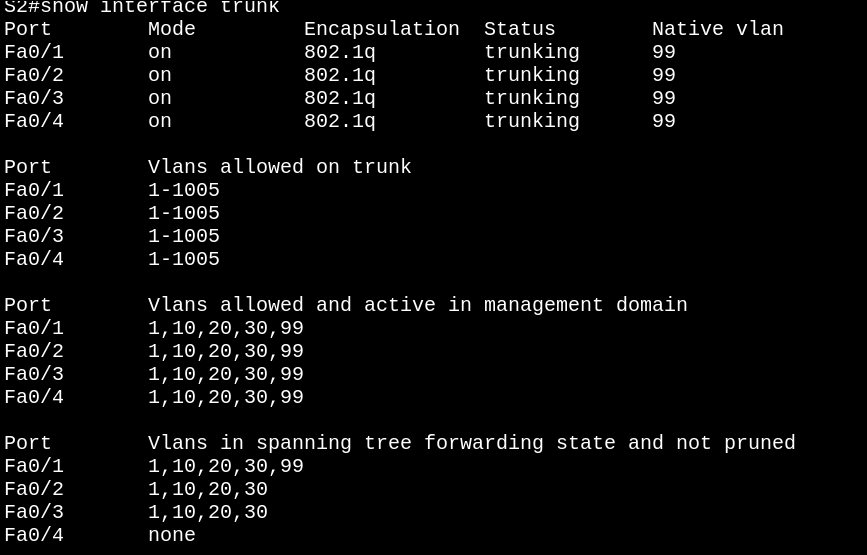 S2#show interface trunk
Port        Mode         Encapsulation  Status        Native vlan
Fa0/1       on           802.1q         trunking      99
Fa0/2       on           802.1q         trunking      99
Fa0/3       on           802.1q         trunking      99
Fa0/4       on           802.1q         trunking      99

Port        Vlans allowed on trunk
Fa0/1       1-1005
Fa0/2       1-1005
Fa0/3       1-1005
Fa0/4       1-1005

Port        Vlans allowed and active in management domain
Fa0/1       1,10,20,30,99
Fa0/2       1,10,20,30,99
Fa0/3       1,10,20,30,99
Fa0/4       1,10,20,30,99

Port        Vlans in spanning tree forwarding state and not pruned
Fa0/1       1,10,20,30,99
Fa0/2       1,10,20,30
Fa0/3       1,10,20,30
Fa0/4       none